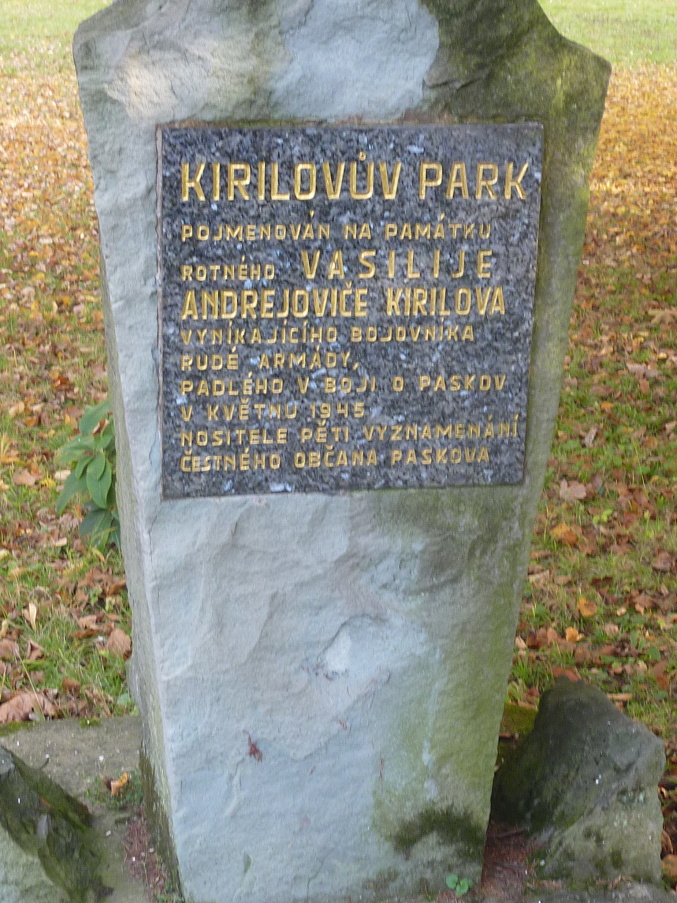 KIRILOVŮV PARK
POJMENOVÁN NA PAMÁTKU
ROTNÉHO VASILIJE
ANDREJOVIČE KIRILOVA
VYNIKAJÍCÍHO BOJOVNÍKA
RUDÉ ARMÁDY,
PADLÉHO V BOJI O PASKOV
V KVĚTNU 1945
NOSITELE PĚTI VYZNAMENÁNÍ
ČESTNÉHO OBČANA PASKOVA